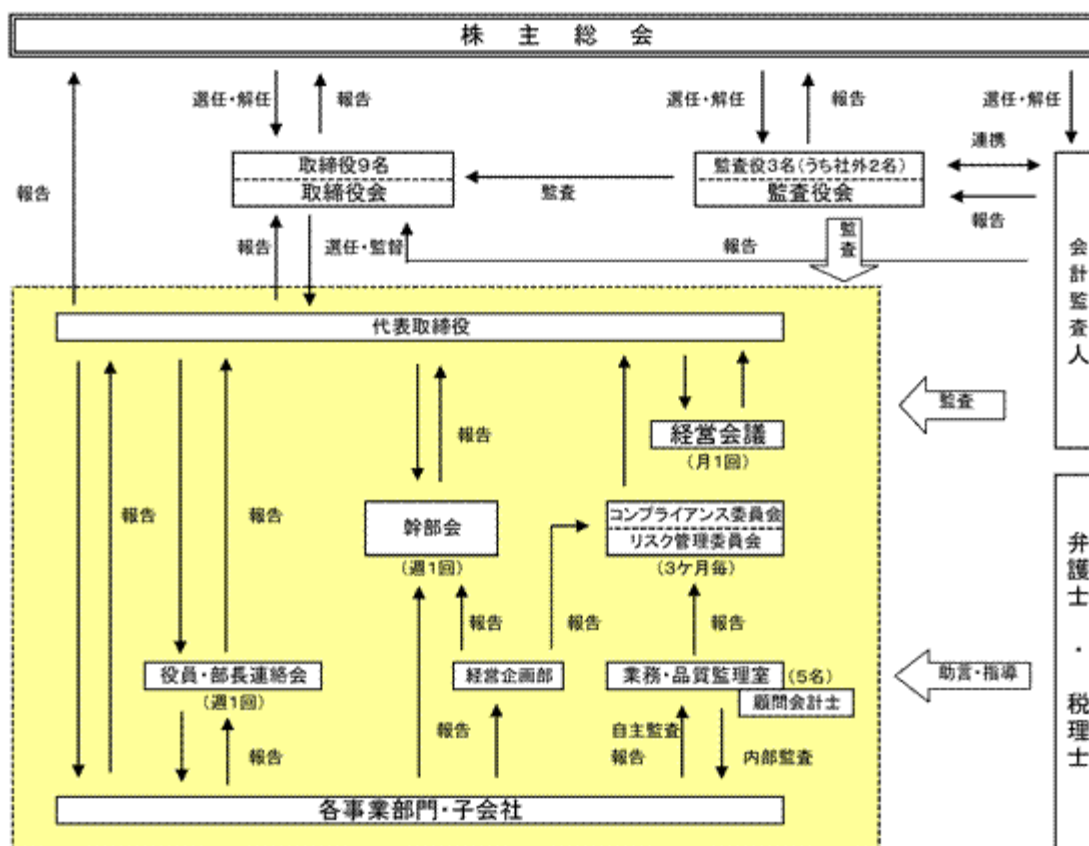 株主総会
選任・解任
報告
選任・解任
報告
選任・解任
報告
取締役9名
取締役会
監査
監査役3名(うち社外2名)
監査役会
連携
報告
会計監査人
報告
選任・監督
報告
監査
代表取締役
監査
経営会議
(月1回)
報告
報告
報告
幹部会
(週1回)
コンプライアンス委員会
リスク管理委員会
(3ケ月毎)
報告
報告
報告
役員・部長連絡会
(週1回)
経営企画部
業務・品質監理室
(5名)
顧問会計士
助言・指導
弁護士・税理士
報告
報告
自主監査
報告
内部監査
各事業部門・子会社